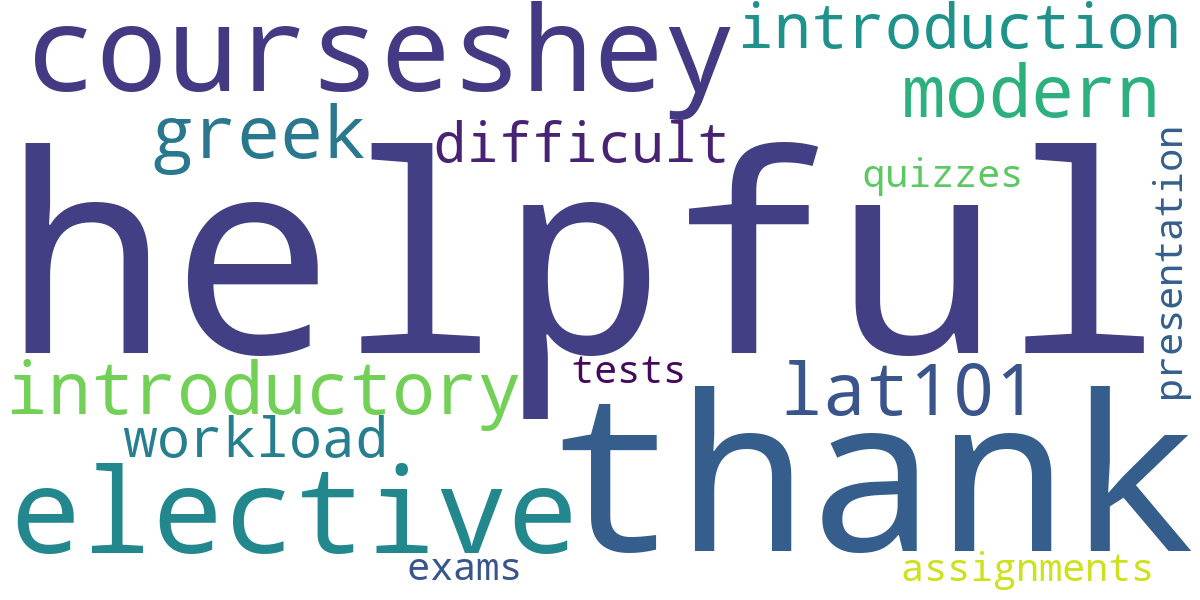 courseshey
introduction
modern
greek
difficult
quizzes
helpful
presentation
introductory
tests
lat101
workload
thank
elective
exams
assignments